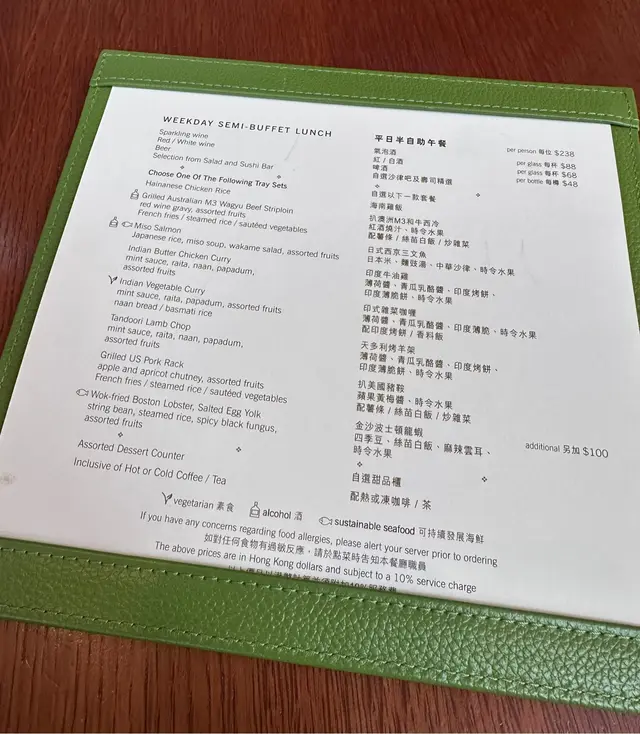 WEEKDAY SEMI-BUFFET LUNCH
Sparkling wine
Red / White wine
Beer
Selection from Salad and Sushi Bar
Choose One Of The Following Tray Sets
Hainanese Chicken Rice
Grilled Australian M3 Wagyu Beef Striploin
red wine gravy, assorted fruits
French fries / steamed rice / sautéed vegetables
Miso Salmon
Japanese rice, miso soup, wakame salad, assorted fruits
Indian Butter Chicken Curry
mint sauce, raita, naan, papadum,
assorted fruits
Indian Vegetable Curry
mint sauce, raita, papadum, assorted fruits
naan bread / basmati rice
Tandoori Lamb Chop
mint sauce, raita, naan, papadum,
assorted fruits
Grilled US Pork Rack
apple and apricot chutney, assorted fruits
French fries / steamed rice / sautéed vegetables
Wok-fried Boston Lobster, Salted Egg Yolk
string bean, steamed rice, spicy black fungus,
assorted fruits
Assorted Dessert Counter
Inclusive of Hot or Cold Coffee / Tea
平日半自助午餐
氣泡酒
紅 / 白酒
啤酒
自選沙律吧及壽司精選
自選以下一款套餐
海南雞飯
扒澳洲M3和牛西冷
紅酒燒汁、時令水果
配薯條 / 絲苗白飯 / 炒雜菜
日式西京三文魚
日本米、麵豉湯、中華沙律、時令水果
印度牛油雞
薄荷醬、青瓜乳酪醬、印度烤餅、
印度薄脆餅、時令水果
印式雜菜咖喱
薄荷醬、青瓜乳酪醬、印度薄脆、時令水果
配印度烤餅 / 香料飯
天多利烤羊架
薄荷醬、青瓜乳酪醬、印度烤餅、
印度薄脆餅、時令水果
扒美國豬鞍
蘋果黃梅醬、時令水果
配薯條 / 絲苗白飯 / 炒雜菜
金沙波士頓龍蝦
四季豆、絲苗白飯、麻辣雲耳、
時令水果
自選甜品櫃
配熱或凍咖啡 / 茶
per person 每位 $238
per glass 每杯 $88
per glass 每杯 $68
per bottle 每樽 $48
additional 另加 $100
vegetarian 素食 alcohol 酒 sustainable seafood 可持續發展海鮮
If you have any concerns regarding food allergies, please alert your server prior to ordering
如對任何食物有過敏反應，請於點菜時告知本餐廳職員
The above prices are in Hong Kong dollars and subject to a 10% service charge